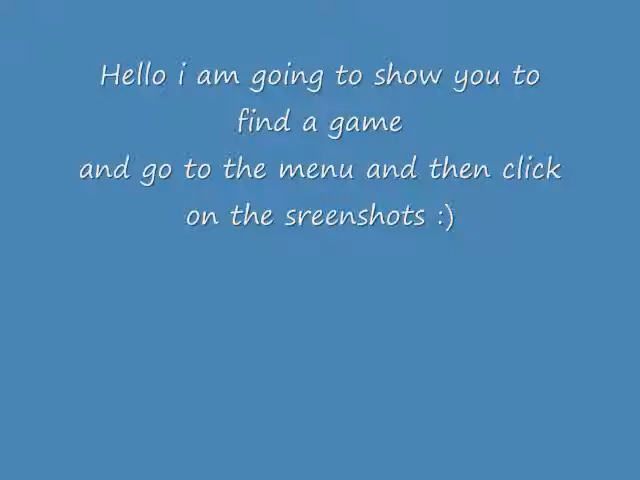 Hello i am going to show you to
find a game
and go to the menu and then click
on the sreenshots :)